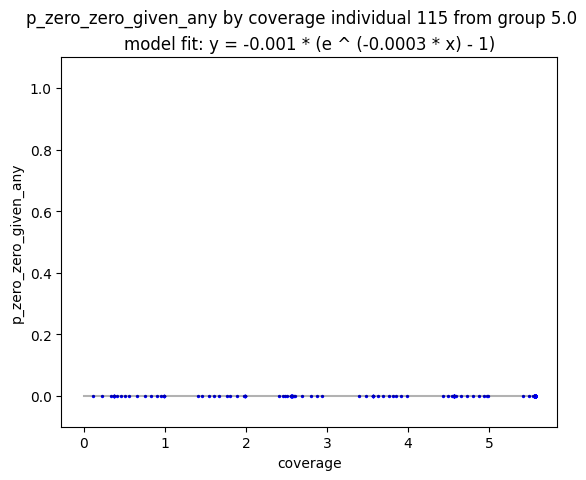 p_zero_zero_given_any by coverage individual 115 from group 5.0
model fit: y = -0.001 * (e ^ (-0.0003 * x) - 1)
1.0
0.8
0.6
0.4
0.2
0.0
p_zero_zero_given_any
0 1 2 3 4 5
coverage